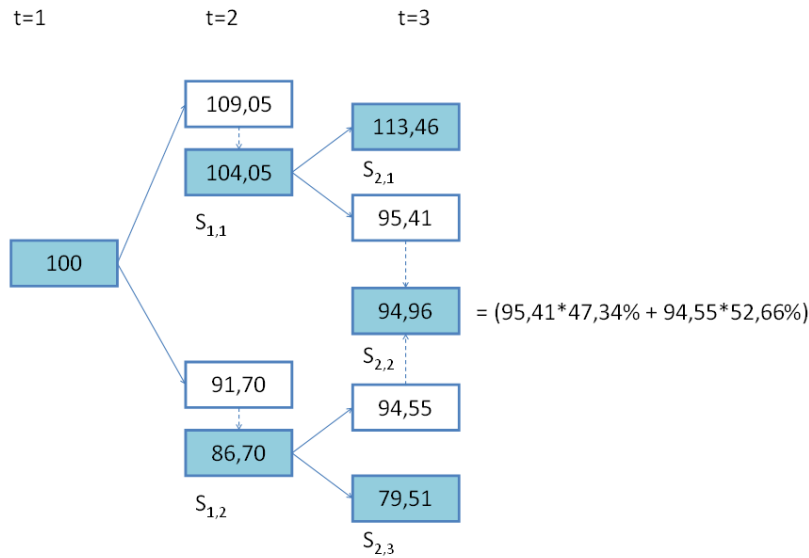 t=1 t=2 t=3
109,05
113,46
104,05
S2,1
95,41
S1,1
100
94,96 = (95,41*47,34% + 94,55*52,66%)
S2,2
91,70
94,55
86,70
79,51
S1,2
S2,3